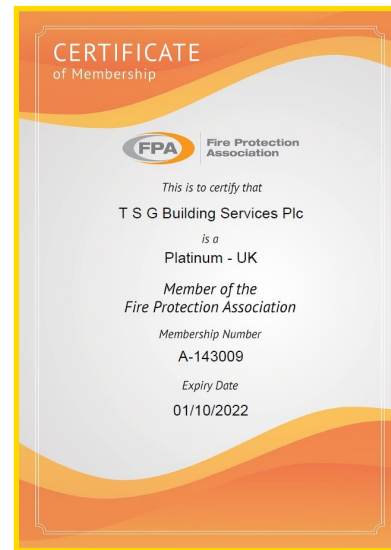 CERTIFICATE
of Membership
FPA
Fire Protection
Association
This is to certify that
T S G Building Services Plc
is a
Platinum - UK
Member of the
Fire Protection Association
Membership Number
A-143009
Expiry Date
01/10/2022